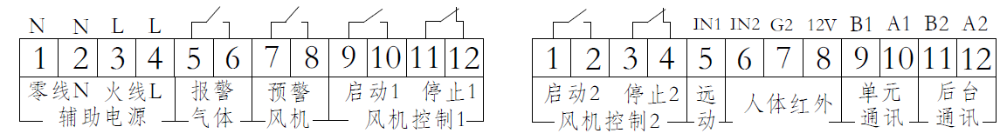 N N L L IN1 IN2 G2 12V B1 A1 B2 A2
1 2 3 4 5 6 7 8 9 10 11 12 1 2 3 4 5 6 7 8 9 10 11 12
零线N 火线L 报警 预警 启动1 停止1 启动2 停止2 远 人体红外 单元 后台
辅助电源 气体 风机 风机控制1 风机控制2 动 通讯 通讯